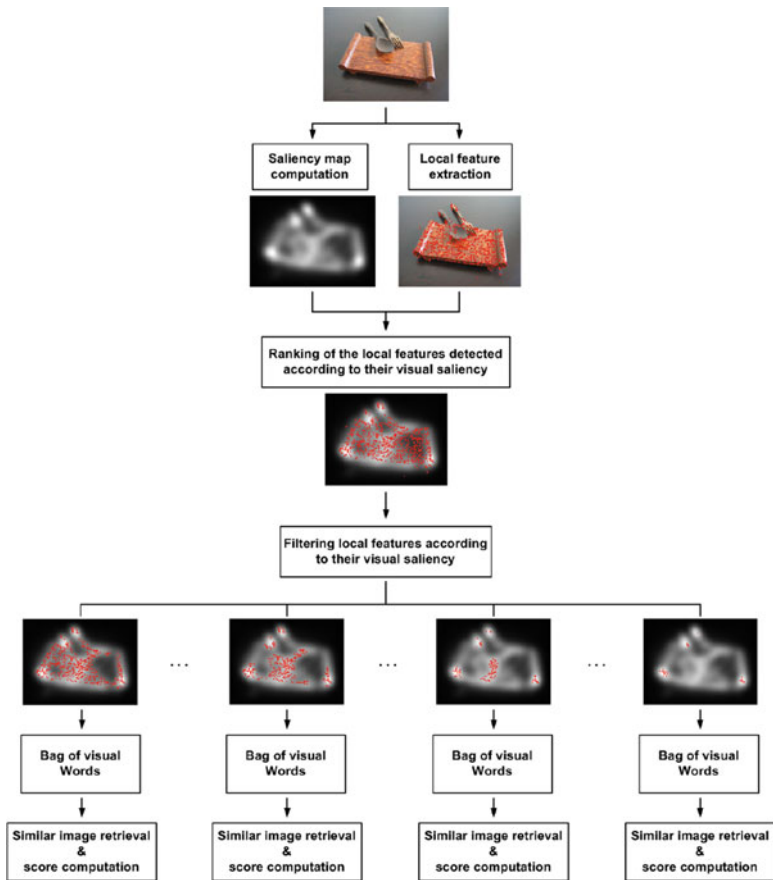 Saliency map
computation
Local feature
extraction
Ranking of the local features detected
according to their visual saliency
Filtering local features according
to their visual saliency
...
...
...
Bag of visual
Words
Bag of visual
Words
Bag of visual
Words
Bag of visual
Words
Similar image retrieval
&
score computation
Similar image retrieval
&
score computation
Similar image retrieval
&
score computation
Similar image retrieval
&
score computation